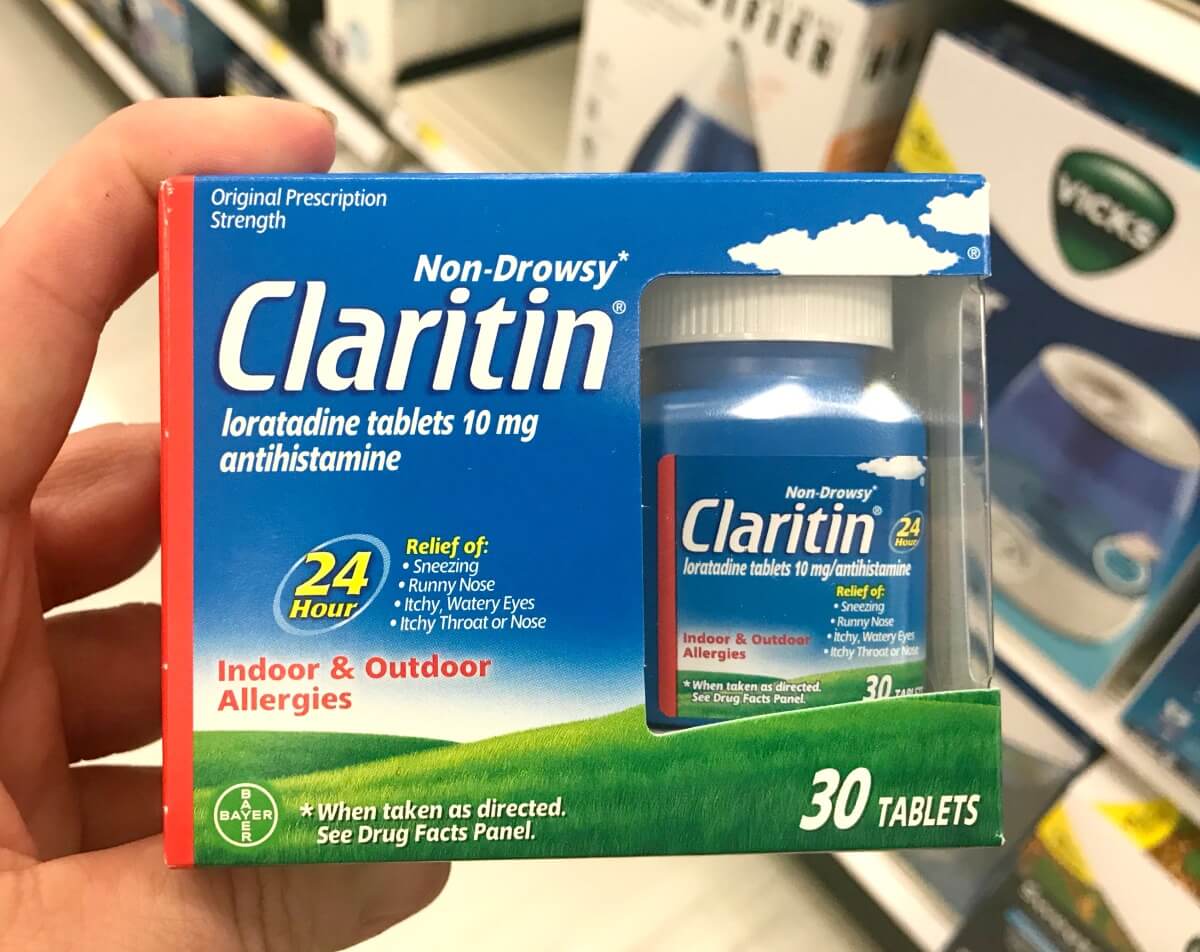 Original Prescription
Strength
Non-Drowsy*
Claritin®
loratadine tablets 10 mg
antihistamine
24
Hour
Relief of:
• Sneezing
• Runny Nose
• Itchy, Watery Eyes
• Itchy Throat or Nose
Indoor & Outdoor
Allergies
BAYER
BAYER
*When taken as directed.
See Drug Facts Panel.
30 TABLETS
®
Non-Drowsy*
Claritin®
24
Hour
loratadine tablets 10 mg/antihistamine
Relief of:
• Sneezing
• Runny Nose
• Itchy, Watery Eyes
• Itchy Throat or Nose
Indoor & Outdoor
Allergies
*When taken as directed.
See Drug Facts Panel.
30
VICKS